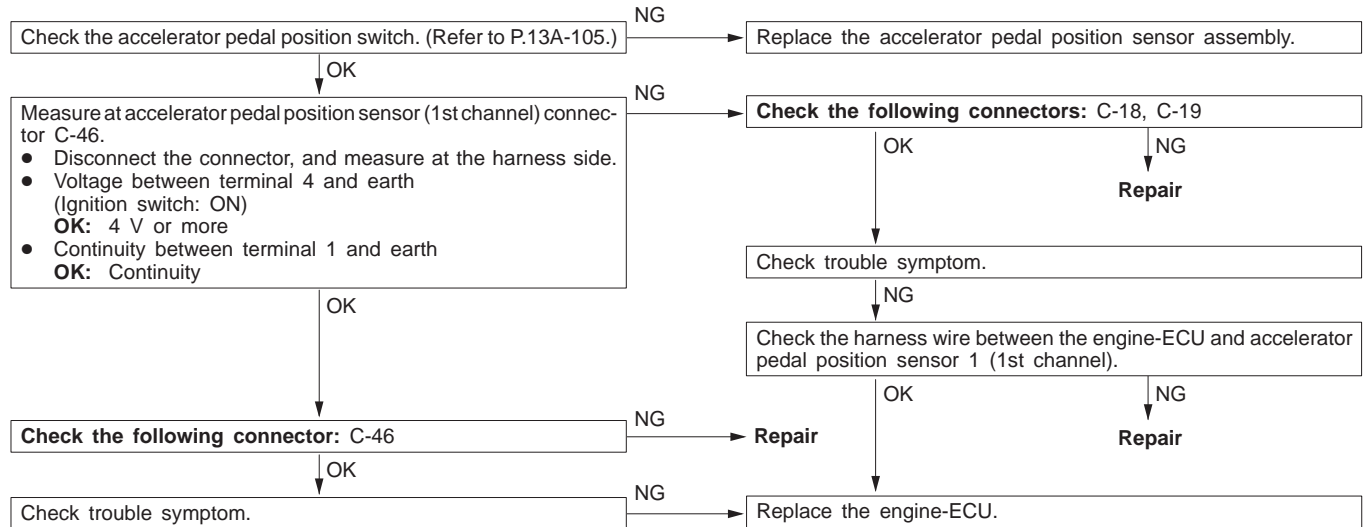 Check the accelerator pedal position switch. (Refer to P.13A-105.)
NG
Replace the accelerator pedal position sensor assembly.
OK
Measure at accelerator pedal position sensor (1st channel) connec-
tor C-46.
● Disconnect the connector, and measure at the harness side.
● Voltage between terminal 4 and earth
(Ignition switch: ON)
OK: 4 V or more
● Continuity between terminal 1 and earth
OK: Continuity
NG
Check the following connectors: C-18, C-19
OK
NG
Repair
Check trouble symptom.
NG
Check the harness wire between the engine-ECU and accelerator
pedal position sensor 1 (1st channel).
OK
NG
Repair
OK
Check the following connector: C-46
NG
Repair
OK
Check trouble symptom.
NG
Replace the engine-ECU.